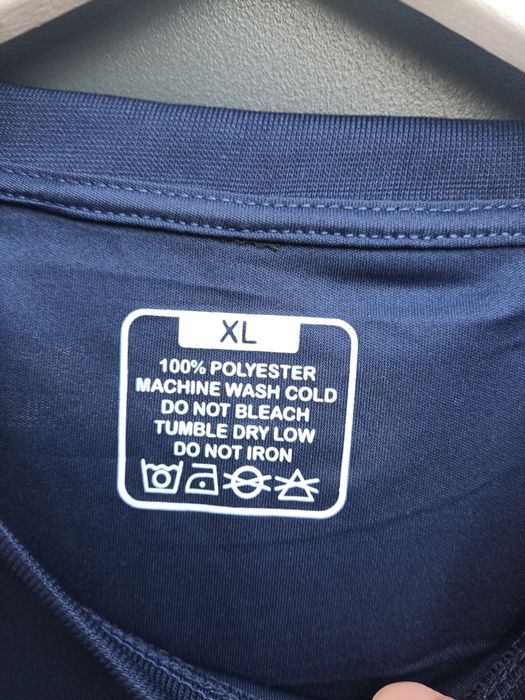 XL
100% POLYESTER
MACHINE WASH COLD
DO NOT BLEACH
TUMBLE DRY LOW
DO NOT IRON